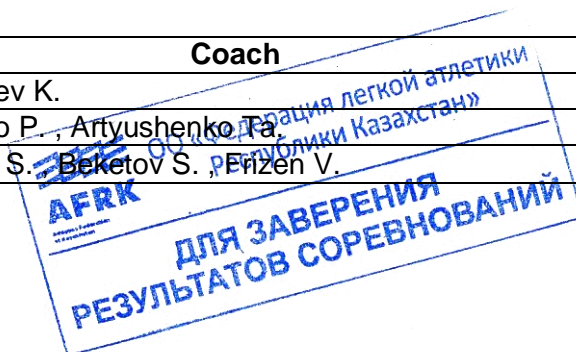 Coach
ev K.
o P. , Artyushenko Ta.
S. , Beketov S. , Frizen V.
ОО «Федерация легкой атлетики
Республики Казахстан»
AFRK
ДЛЯ ЗАВЕРЕНИЯ
РЕЗУЛЬТАТОВ СОРЕВНОВАНИЙ